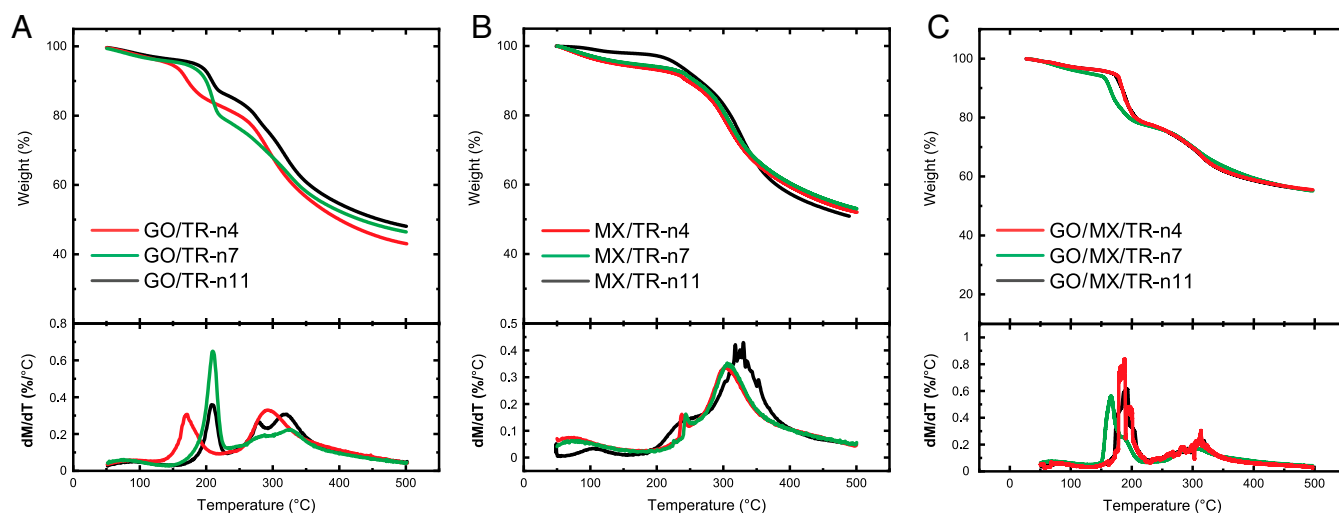 A
100
80
60
40
Weight (%)
GO/TR-n4
GO/TR-n7
GO/TR-n11
0.8
0.6
0.4
0.2
0
dM/dT (%/°C)
0 100 200 300 400 500
Temperature (°C)
B
100
80
60
40
Weight (%)
MX/TR-n4
MX/TR-n7
MX/TR-n11
0.5
0.4
0.3
0.2
0.1
0
dM/dT (%/°C)
0 100 200 300 400 500
Temperature (°C)
C
100
80
60
40
20
Weight (%)
GO/MX/TR-n4
GO/MX/TR-n7
GO/MX/TR-n11
1
0.8
0.6
0.4
0.2
0
dM/dT (%/°C)
0 100 200 300 400 500
Temperature (°C)